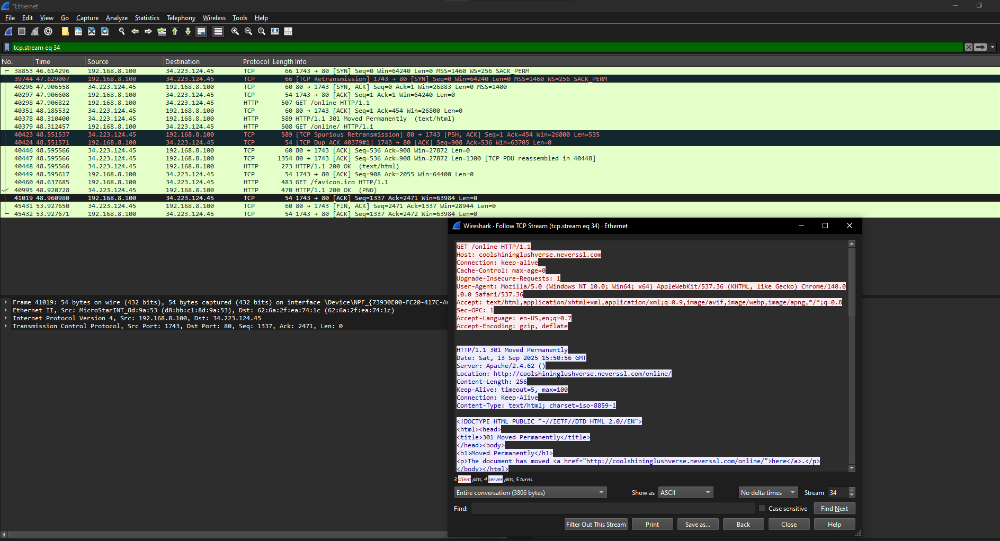 *Ethernet
File Edit View Go Capture Analyze Statistics Telephony Wireless Tools Help
tcp.stream eq 34
No. Time Source Destination Protocol Length Info
38853 46.614296 192.168.8.100 34.223.124.45 TCP 66 1743 → 80 [SYN] Seq=0 Win=64240 Len=0 MSS=1460 WS=256 SACK_PERM
39744 47.629007 192.168.8.100 34.223.124.45 TCP 66 [TCP Retransmission] 1743 → 80 [SYN] Seq=0 Win=64240 Len=0 MSS=1460 WS=256 SACK_PERM
40296 47.906558 34.223.124.45 192.168.8.100 TCP 60 80 → 1743 [SYN, ACK] Seq=0 Ack=1 Win=26883 Len=0 MSS=1400
40297 47.906608 192.168.8.100 34.223.124.45 TCP 54 1743 → 80 [ACK] Seq=1 Ack=1 Win=64240 Len=0
40298 47.906822 192.168.8.100 34.223.124.45 HTTP 507 GET /online HTTP/1.1
40351 48.185532 34.223.124.45 192.168.8.100 TCP 60 80 → 1743 [ACK] Seq=1 Ack=454 Win=26800 Len=0
40378 48.310400 34.223.124.45 192.168.8.100 HTTP 589 HTTP/1.1 301 Moved Permanently (text/html)
40379 48.312457 192.168.8.100 34.223.124.45 HTTP 508 GET /online/ HTTP/1.1
40423 48.551537 34.223.124.45 192.168.8.100 TCP 589 [TCP Spurious Retransmission] 80 → 1743 [PSH, ACK] Seq=1 Ack=454 Win=26800 Len=535
40424 48.551571 192.168.8.100 34.223.124.45 TCP 54 [TCP Dup ACK 40379#1] 1743 → 80 [ACK] Seq=908 Ack=536 Win=63705 Len=0
40446 48.595566 34.223.124.45 192.168.8.100 TCP 60 80 → 1743 [ACK] Seq=536 Ack=908 Win=27872 Len=0
40447 48.595566 34.223.124.45 192.168.8.100 TCP 1354 80 → 1743 [ACK] Seq=536 Ack=908 Win=27872 Len=1300 [TCP PDU reassembled in 40448]
40448 48.595566 34.223.124.45 192.168.8.100 HTTP 273 HTTP/1.1 200 OK (text/html)
40449 48.595617 192.168.8.100 34.223.124.45 TCP 54 1743 → 80 [ACK] Seq=908 Ack=2055 Win=64400 Len=0
40460 48.637685 192.168.8.100 34.223.124.45 HTTP 483 GET /favicon.ico HTTP/1.1
40995 48.920728 34.223.124.45 192.168.8.100 HTTP 470 HTTP/1.1 200 OK (PNG)
41019 48.960980 192.168.8.100 34.223.124.45 TCP 54 1743 → 80 [ACK] Seq=1337 Ack=2471 Win=63984 Len=0
45431 53.927650 34.223.124.45 192.168.8.100 TCP 60 80 → 1743 [FIN, ACK] Seq=2471 Ack=1337 Win=28944 Len=0
45432 53.927671 192.168.8.100 34.223.124.45 TCP 54 1743 → 80 [ACK] Seq=1337 Ack=2472 Win=63984 Len=0
Frame 41019: 54 bytes on wire (432 bits), 54 bytes captured (432 bits) on interface \Device\NPF_{73930E00-FC20-417C-A
Ethernet II, Src: MicroStarINT_8d:9a:53 (d8:bb:c1:8d:9a:53), Dst: 62:6a:2f:ea:74:1c (62:6a:2f:ea:74:1c)
Internet Protocol Version 4, Src: 192.168.8.100, Dst: 34.223.124.45
Transmission Control Protocol, Src Port: 1743, Dst Port: 80, Seq: 1337, Ack: 2471, Len: 0
Wireshark · Follow TCP Stream (tcp.stream eq 34) · Ethernet
GET /online HTTP/1.1
Host: coolshininglushverse.neverssl.com
Connection: keep-alive
Cache-Control: max-age=0
Upgrade-Insecure-Requests: 1
User-Agent: Mozilla/5.0 (Windows NT 10.0; Win64; x64) AppleWebKit/537.36 (KHTML, like Gecko) Chrome/140.0
.0.0 Safari/537.36
Accept: text/html,application/xhtml+xml,application/xml;q=0.9,image/avif,image/webp,image/apng,*/*;q=0.8
Sec-GPC: 1
Accept-Language: en-US,en;q=0.7
Accept-Encoding: gzip, deflate
HTTP/1.1 301 Moved Permanently
Date: Sat, 13 Sep 2025 15:50:56 GMT
Server: Apache/2.4.62 ()
Location: http://coolshininglushverse.neverssl.com/online/
Content-Length: 256
Keep-Alive: timeout=5, max=100
Connection: Keep-Alive
Content-Type: text/html; charset=iso-8859-1
<!DOCTYPE HTML PUBLIC "-//IETF//DTD HTML 2.0//EN">
<html><head>
<title>301 Moved Permanently</title>
</head><body>
<h1>Moved Permanently</h1>
<p>The document has moved <a href="http://coolshininglushverse.neverssl.com/online/">here</a>.</p>
</body></html>
3 client pkts, 4 server pkts, 5 turns.
Entire conversation (3806 bytes) Show as ASCII No delta times Stream 34
Find: Case sensitive Find Next
Filter Out This Stream Print Save as... Back Close Help